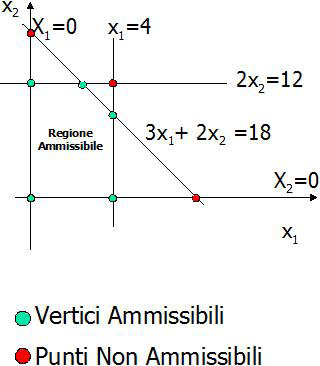 x2
X1=0
x1=4
2x2=12
Regione
Ammissibile
3x1+ 2x2 =18
X2=0
x1
Vertici Ammissibili
Punti Non Ammissibili